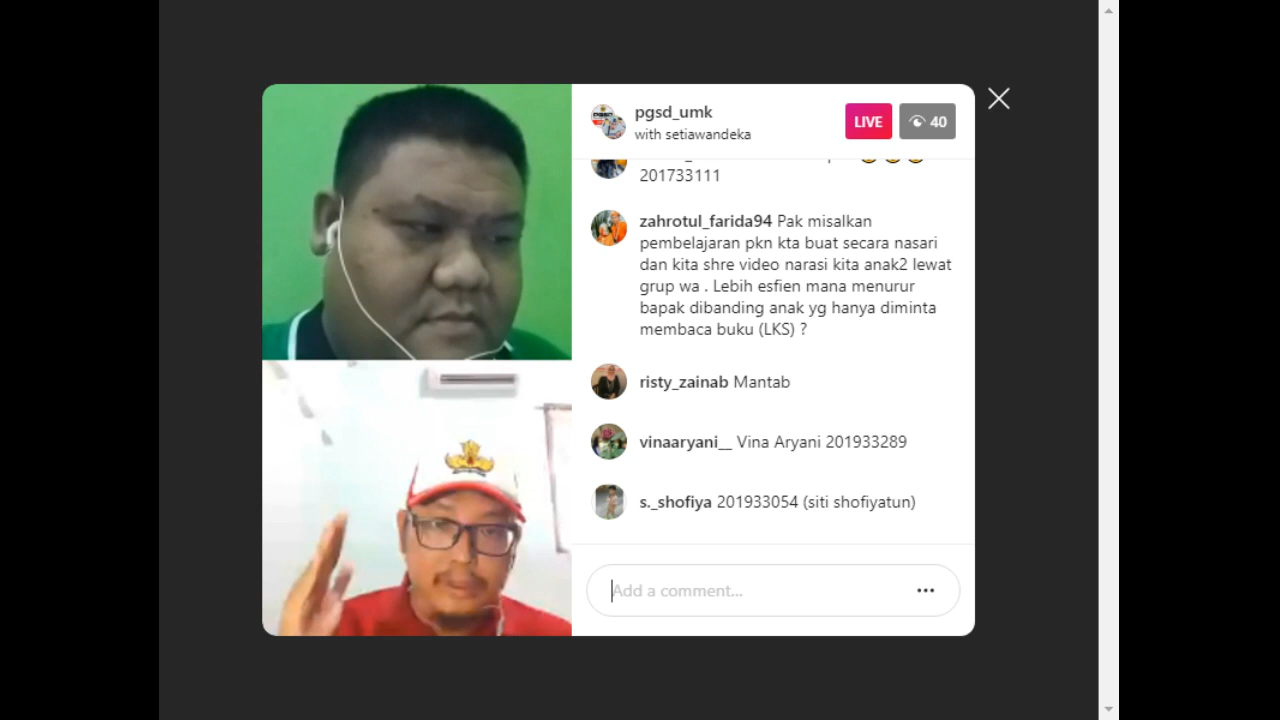 pgsd_umk
with setiawandeka
LIVE
40
201733111
zahrotul_farida94 Pak misalkan
pembelajaran pkn kta buat secara nasari
dan kita shre video narasi kita anak2 lewat
grup wa . Lebih esfien mana menurur
bapak dibanding anak yg hanya diminta
membaca buku (LKS) ?
risty_zainab Mantab
vinaaryani__ Vina Aryani 201933289
s._shofiya 201933054 (siti shofiyatun)
Add a comment...